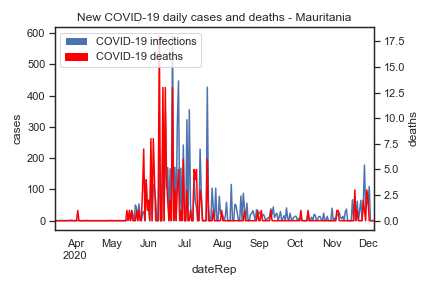 New COVID-19 daily cases and deaths - Mauritania
COVID-19 infections
COVID-19 deaths
600
500
400
300
200
100
0
cases
17.5
15.0
12.5
10.0
7.5
5.0
2.5
0.0
deaths
Apr May Jun Jul Aug Sep Oct Nov Dec
2020
dateRep